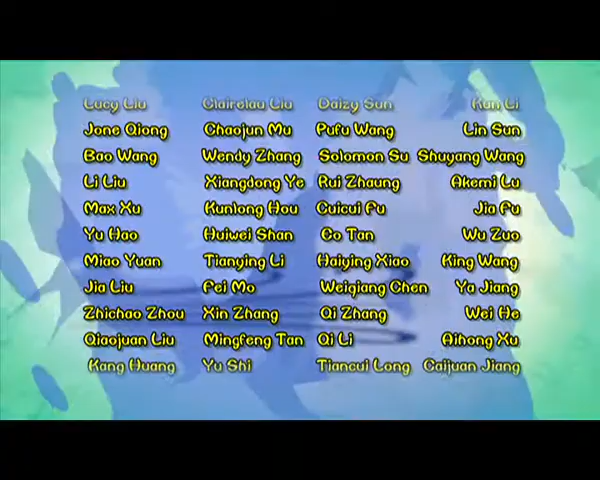 Lucy Liu Clairelau Liu Daizy Sun Kan Li
Jone Qiong Chaojun Mu Pufu Wang Lin Sun
Bao Wang Wendy Zhang Solomon Su Shuyang Wang
Li Liu Xiangdong Ye Rui Zhaung Akemi Lu
Max Xu Kunlong Hou Cuicui Fu Jia Fu
Yu Hao Huiwei Shan Co Tan Wu Zuo
Miao Yuan Tianying Li Haiying Xiao King Wang
Jia Liu Fei Mo Weiqiang Chen Ya Jiang
Zhichao Zhou Xin Zhang Qi Zhang Wei He
Qiaojuan Liu Mingfeng Tan Qi Li Aihong Xu
Kang Huang Yu Shi Tiancui Long Caijuan Jiang